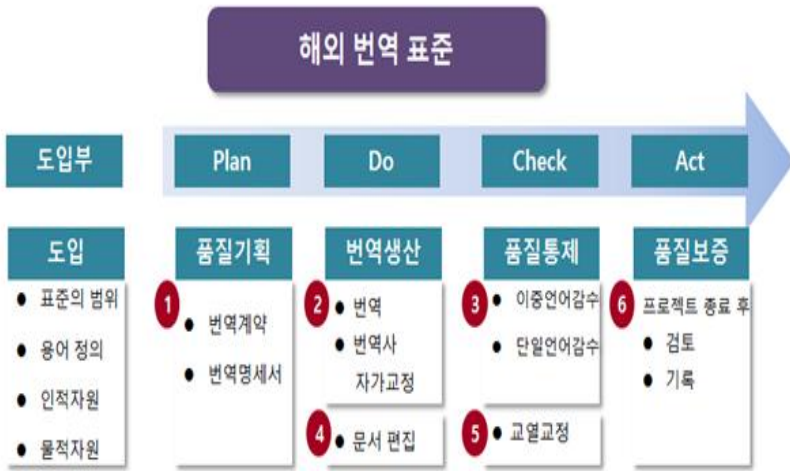 해외 번역 표준
도입부
Plan
Do
Check
Act
도입
● 표준의 범위
● 용어 정의
● 인적자원
● 물적자원
품질기획
1
● 번역계약
● 번역명세서
번역생산
2
● 번역
● 번역사
자가교정
4
● 문서 편집
품질통제
3
● 이중언어감수
● 단일언어감수
5
● 교열교정
품질보증
6
프로젝트 종료 후
● 검토
● 기록